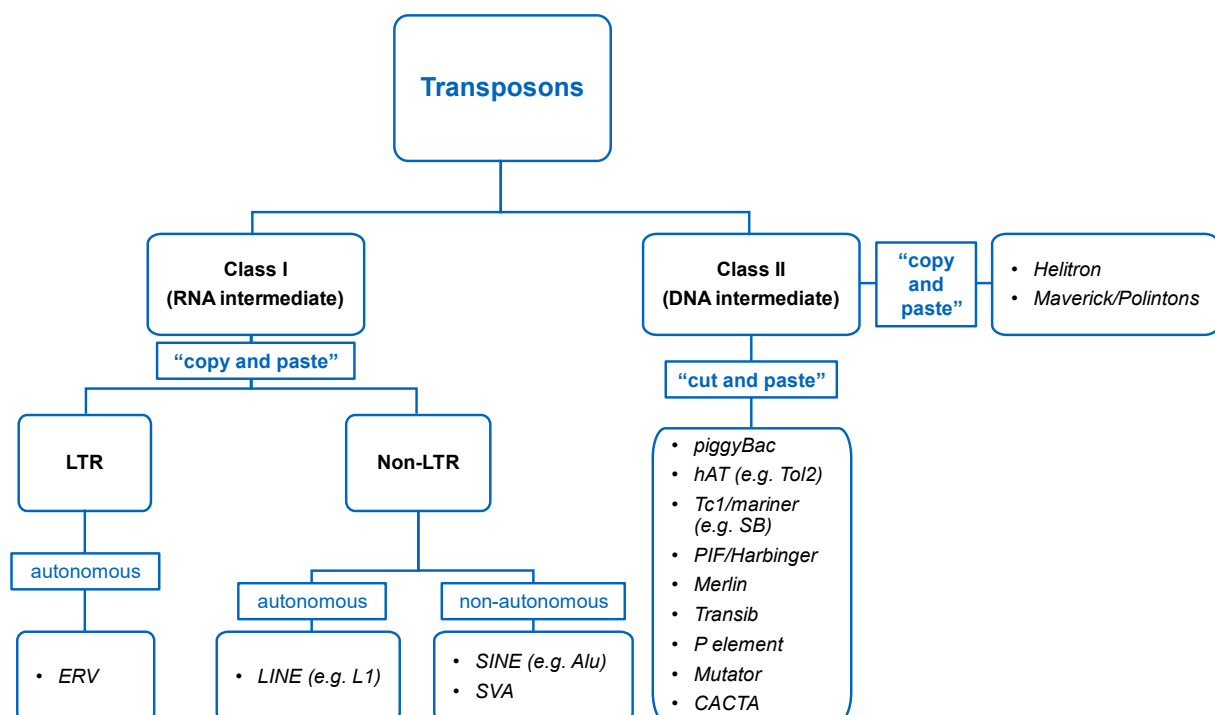 Transposons
Class I
(RNA intermediate)
Class II
(DNA intermediate)
“copy
and
paste”
• Helitron
• Maverick/Polintons
“copy and paste”
“cut and paste”
LTR
Non-LTR
• piggyBac
• hAT (e.g. Tol2)
• Tc1/mariner
(e.g. SB)
• PIF/Harbinger
• Merlin
• Transib
• P element
• Mutator
• CACTA
autonomous
autonomous
non-autonomous
• ERV
• LINE (e.g. L1)
• SINE (e.g. Alu)
• SVA